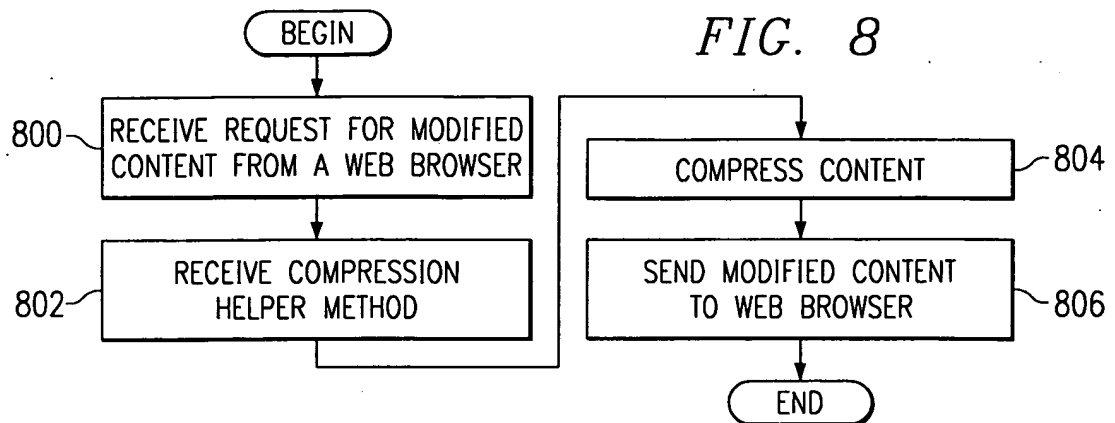 FIG. 8
BEGIN
800
RECEIVE REQUEST FOR MODIFIED
CONTENT FROM A WEB BROWSER
802
RECEIVE COMPRESSION
HELPER METHOD
COMPRESS CONTENT
804
SEND MODIFIED CONTENT
TO WEB BROWSER
806
END